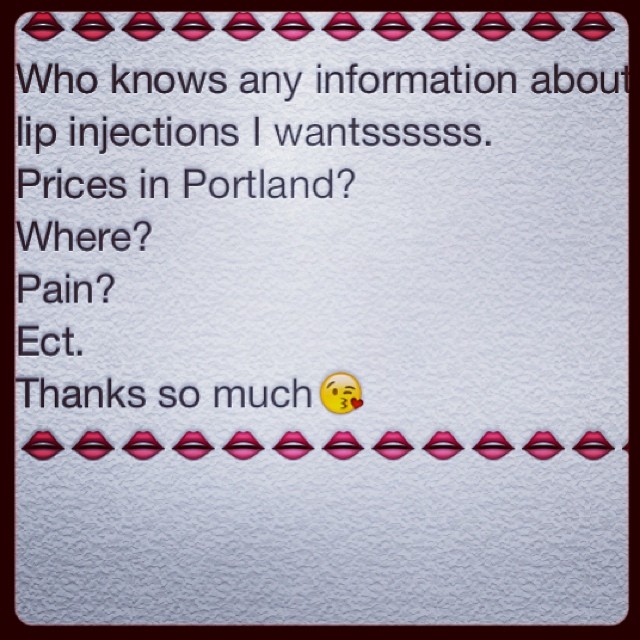 Who knows any information about
lip injections I wantssssss.
Prices in Portland?
Where?
Pain?
Ect.
Thanks so much😘